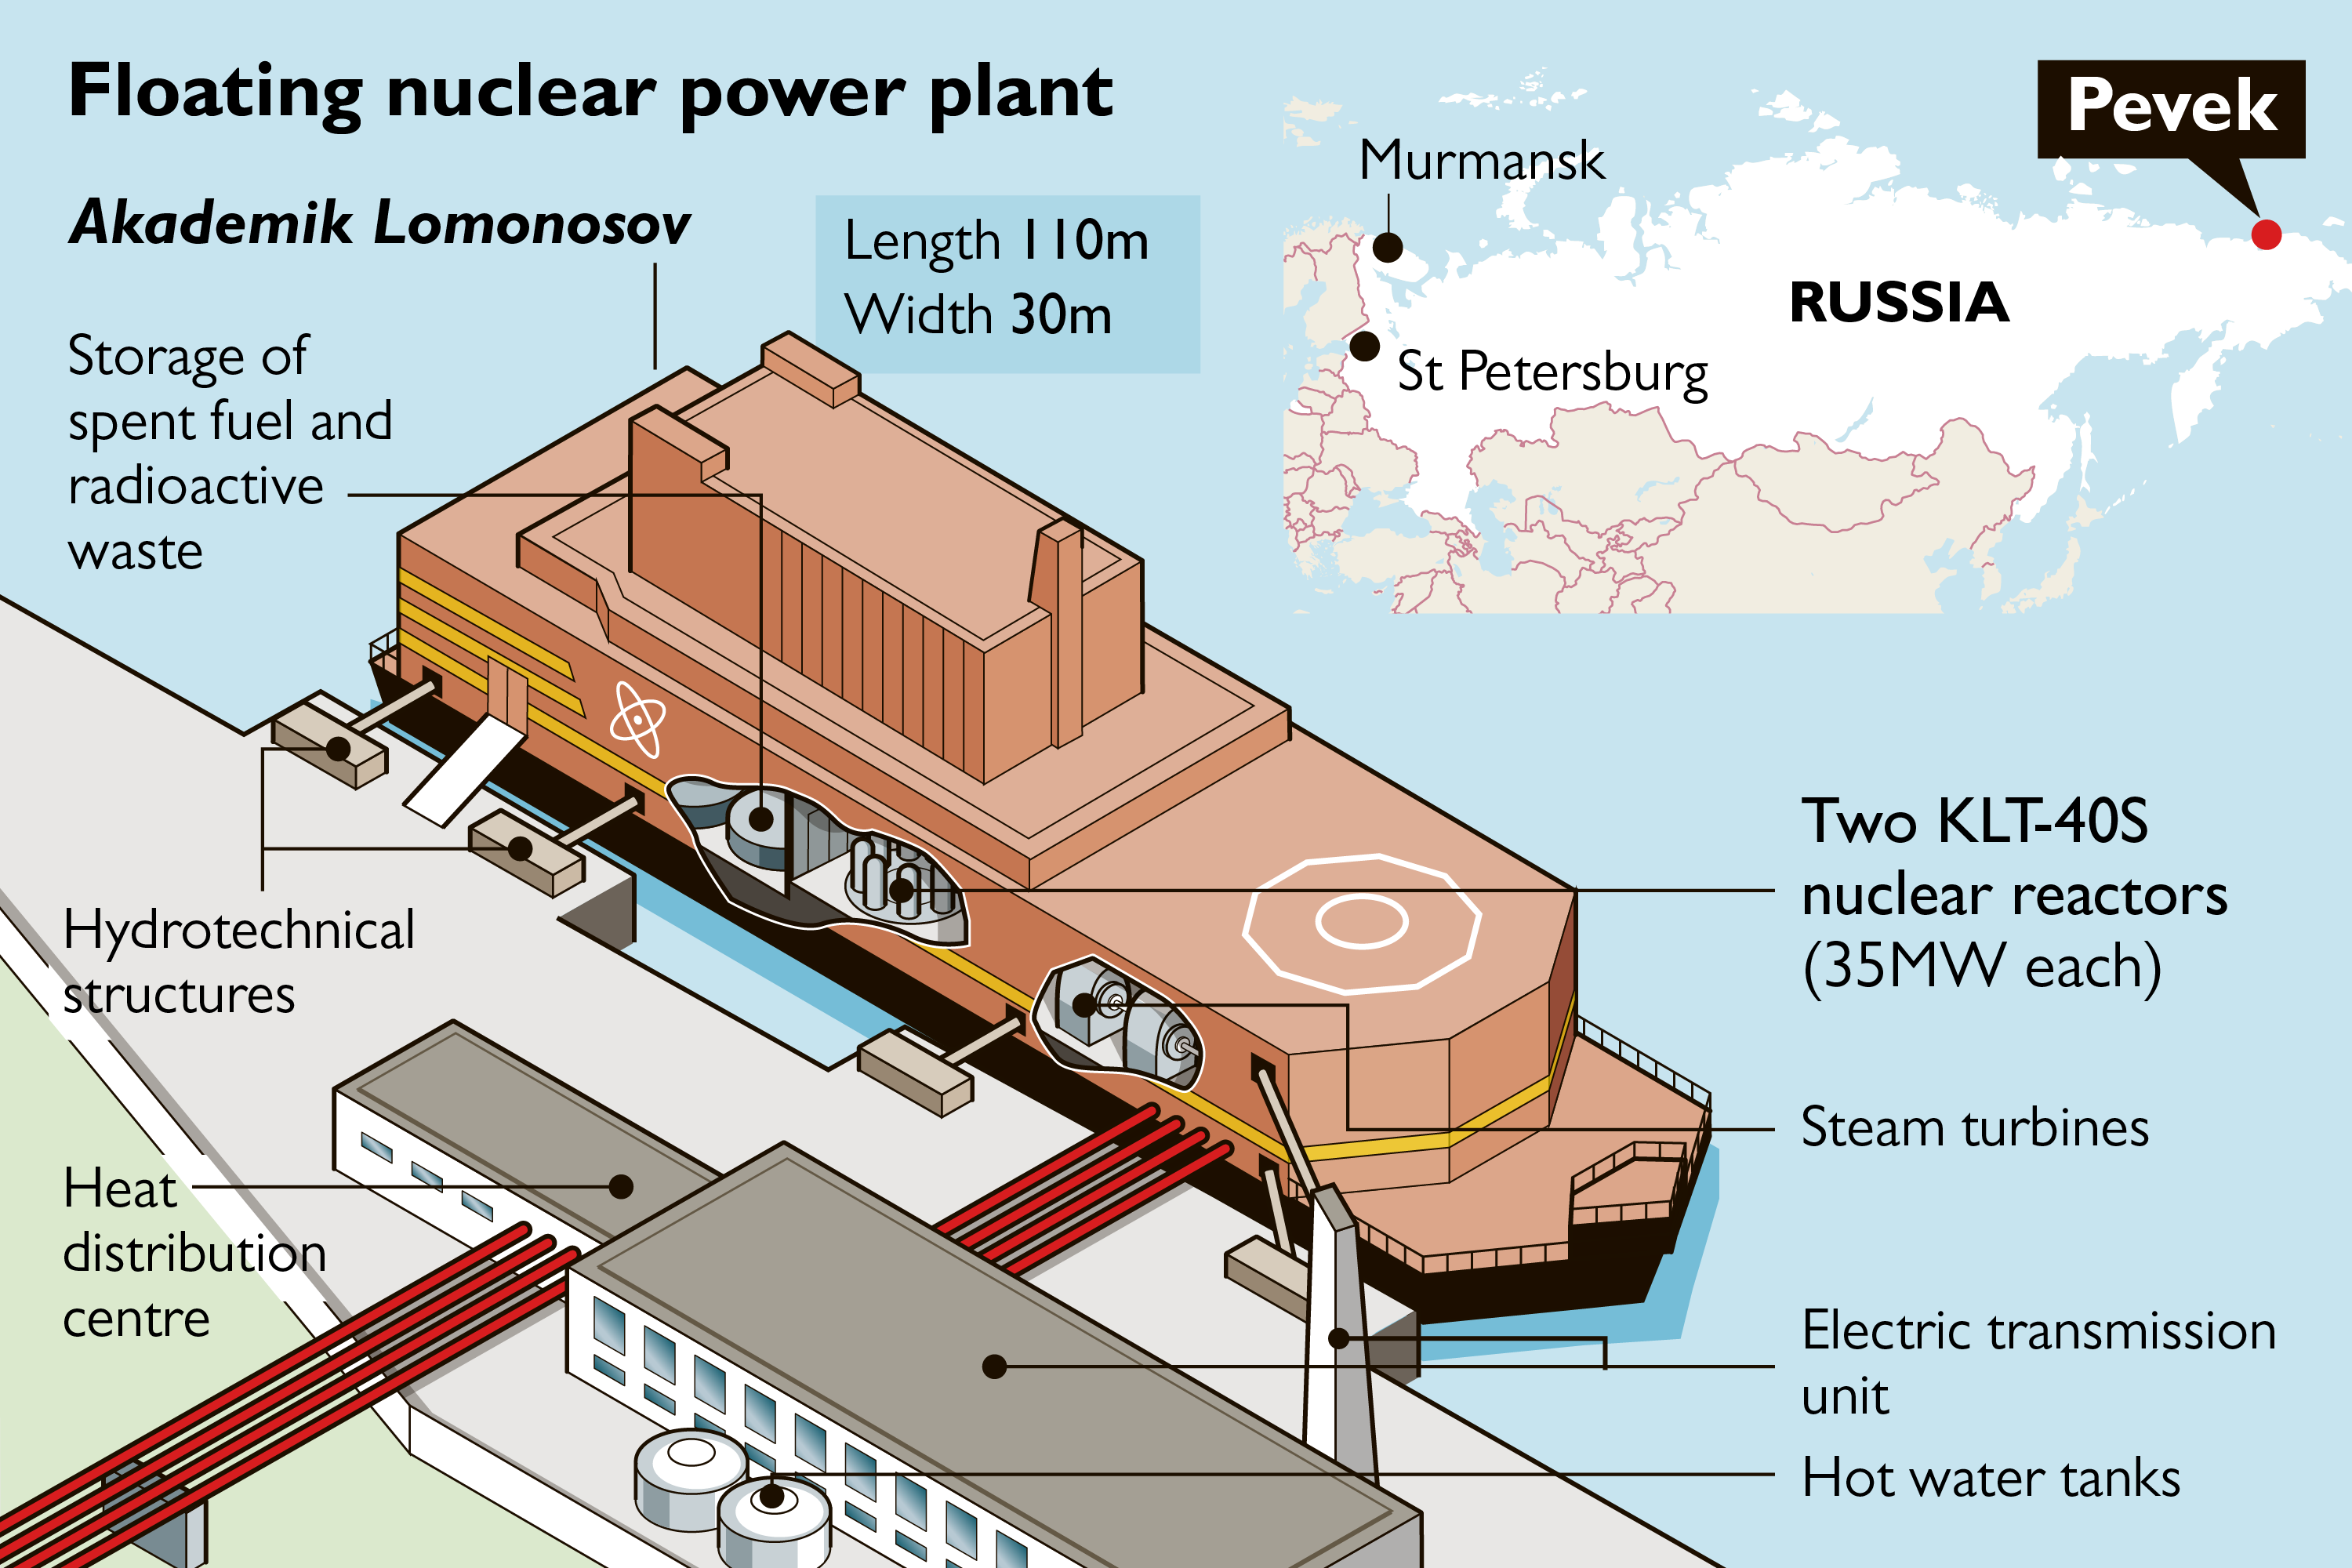 Floating nuclear power plant
Akademik Lomonosov
Length 110m
Width 30m
Storage of
spent fuel and
radioactive
waste
Pevek
Murmansk
RUSSIA
St Petersburg
Hydrotechnical
structures
Heat
distribution
centre
Two KLT-40S
nuclear reactors
(35MW each)
Steam turbines
Electric transmission
unit
Hot water tanks